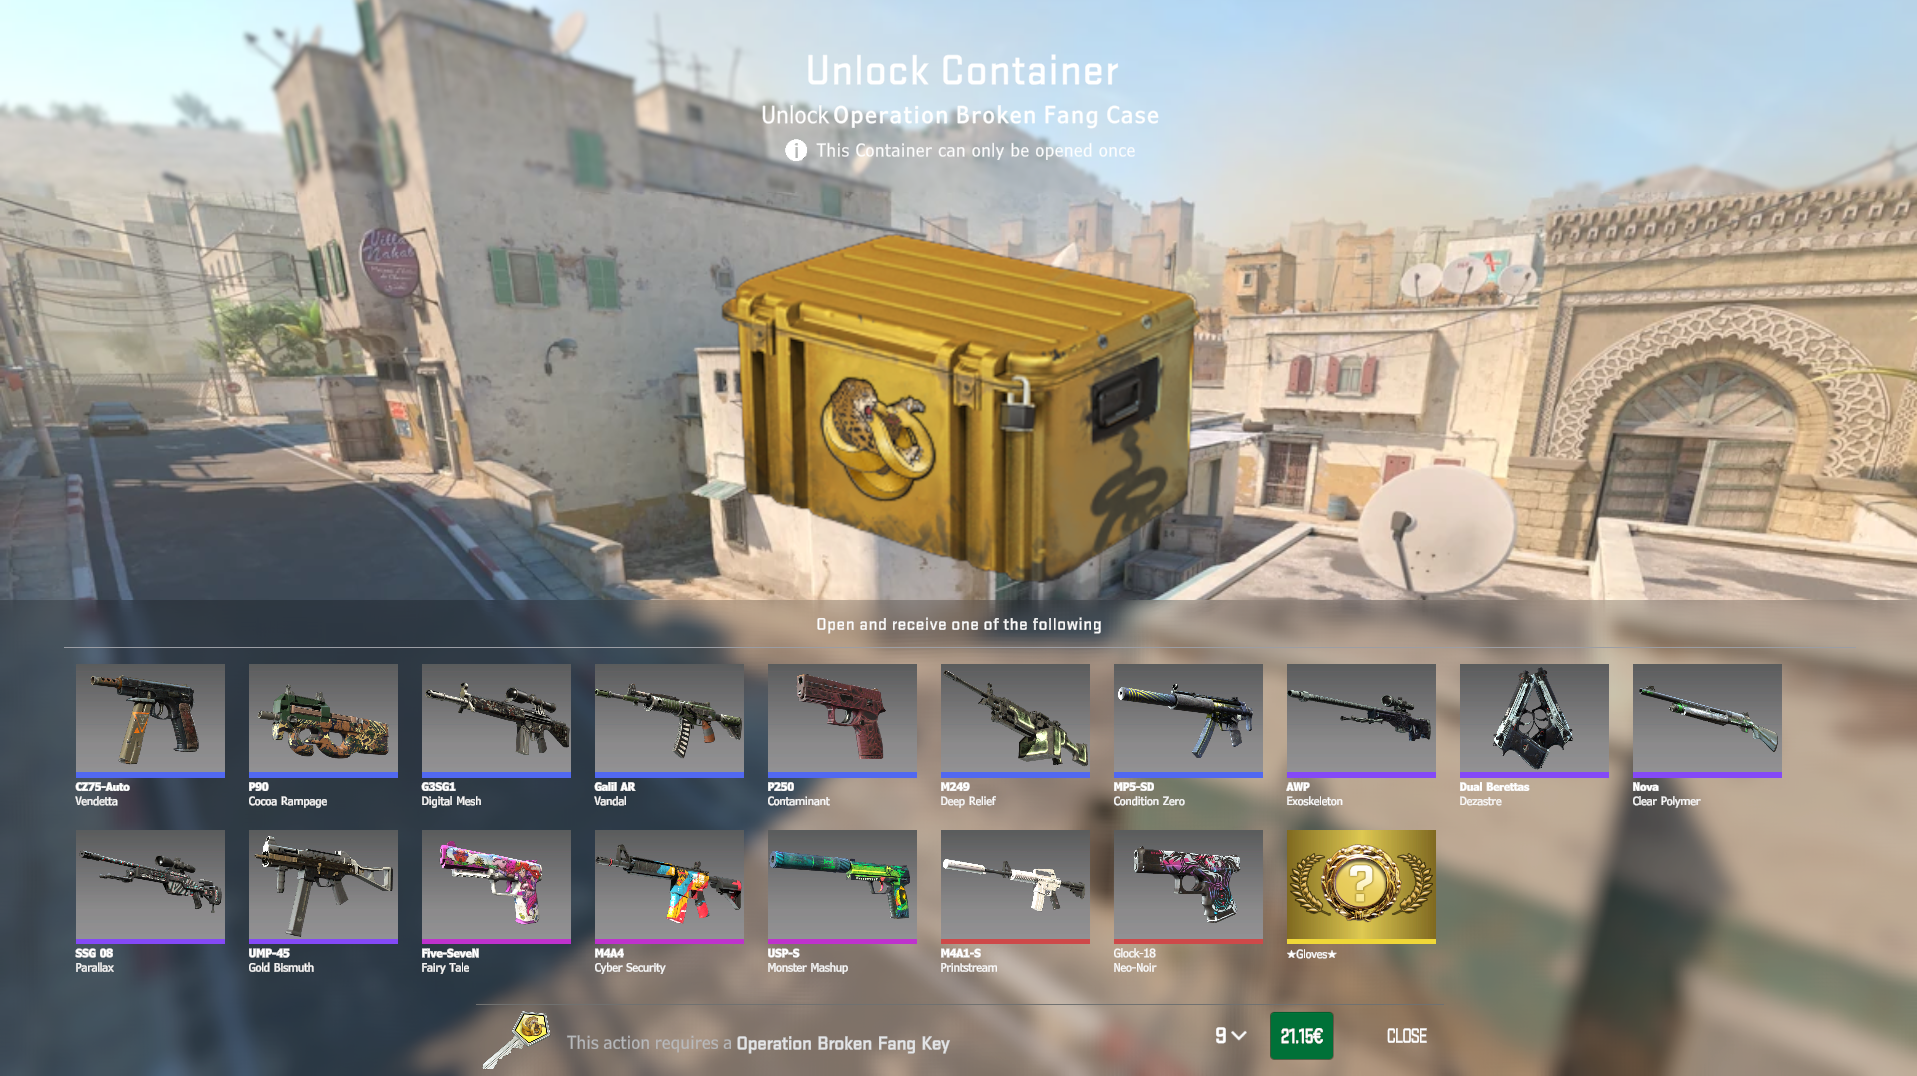 Unlock Container
Unlock Operation Broken Fang Case
This Container can only be opened once
Villa
Nakab
Open and receive one of the following
CZ75-Auto
Vendetta
P90
Cocoa Rampage
G3SG1
Digital Mesh
Galil AR
Vandal
P250
Contaminant
M249
Deep Relief
MP5-SD
Condition Zero
AWP
Exoskeleton
Dual Berettas
Dezastre
Nova
Clear Polymer
SSG 08
Parallax
UMP-45
Gold Bismuth
Five-SeveN
Fairy Tale
M4A4
Cyber Security
USP-S
Monster Mashup
M4A1-S
Printstream
Glock-18
Neo-Noir
★Gloves★
This action requires a Operation Broken Fang Key
9
21.15€
CLOSE